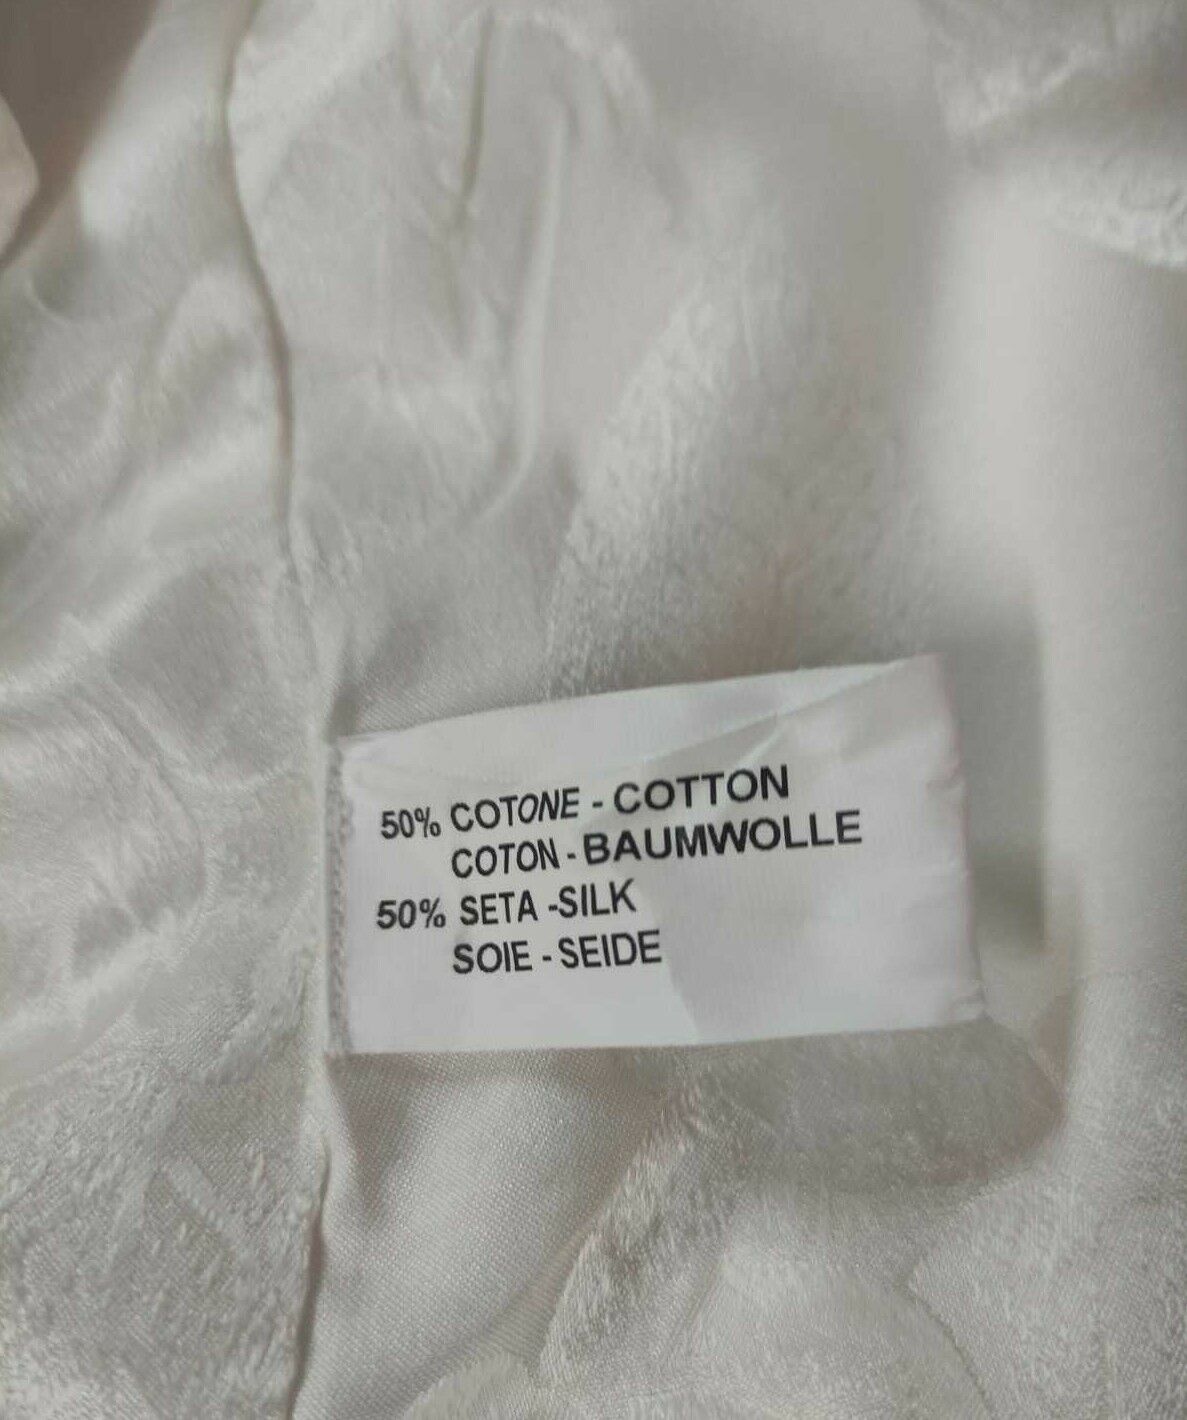 50% COTONE - COTTON
COTON - BAUMWOLLE
50% SETA -SILK
SOIE - SEIDE